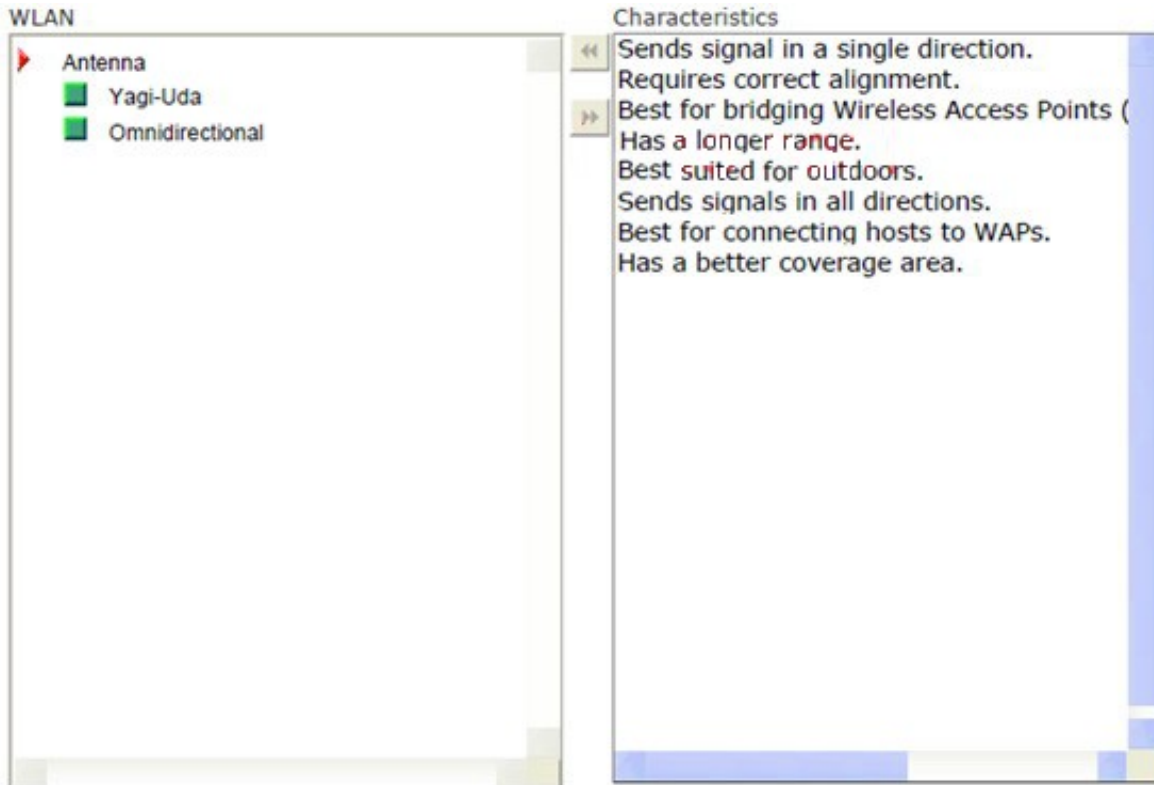 WLAN
Antenna
Yagi-Uda
Omnidirectional
Characteristics
Sends signal in a single direction.
Requires correct alignment.
Best for bridging Wireless Access Points (
Has a longer range.
Best suited for outdoors.
Sends signals in all directions.
Best for connecting hosts to WAPs.
Has a better coverage area.